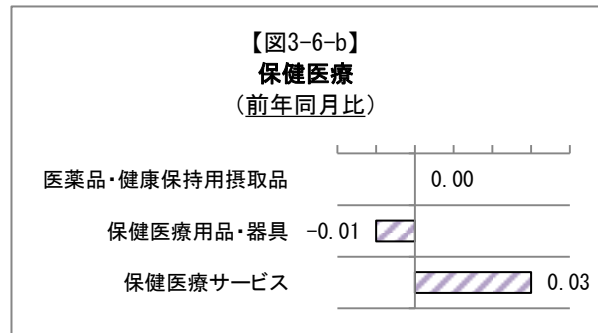 【図3-6-b】
保健医療
（前年同月比）
医薬品・健康保持用摂取品 0.00
保健医療用品・器具 -0.01
保健医療サービス 0.03